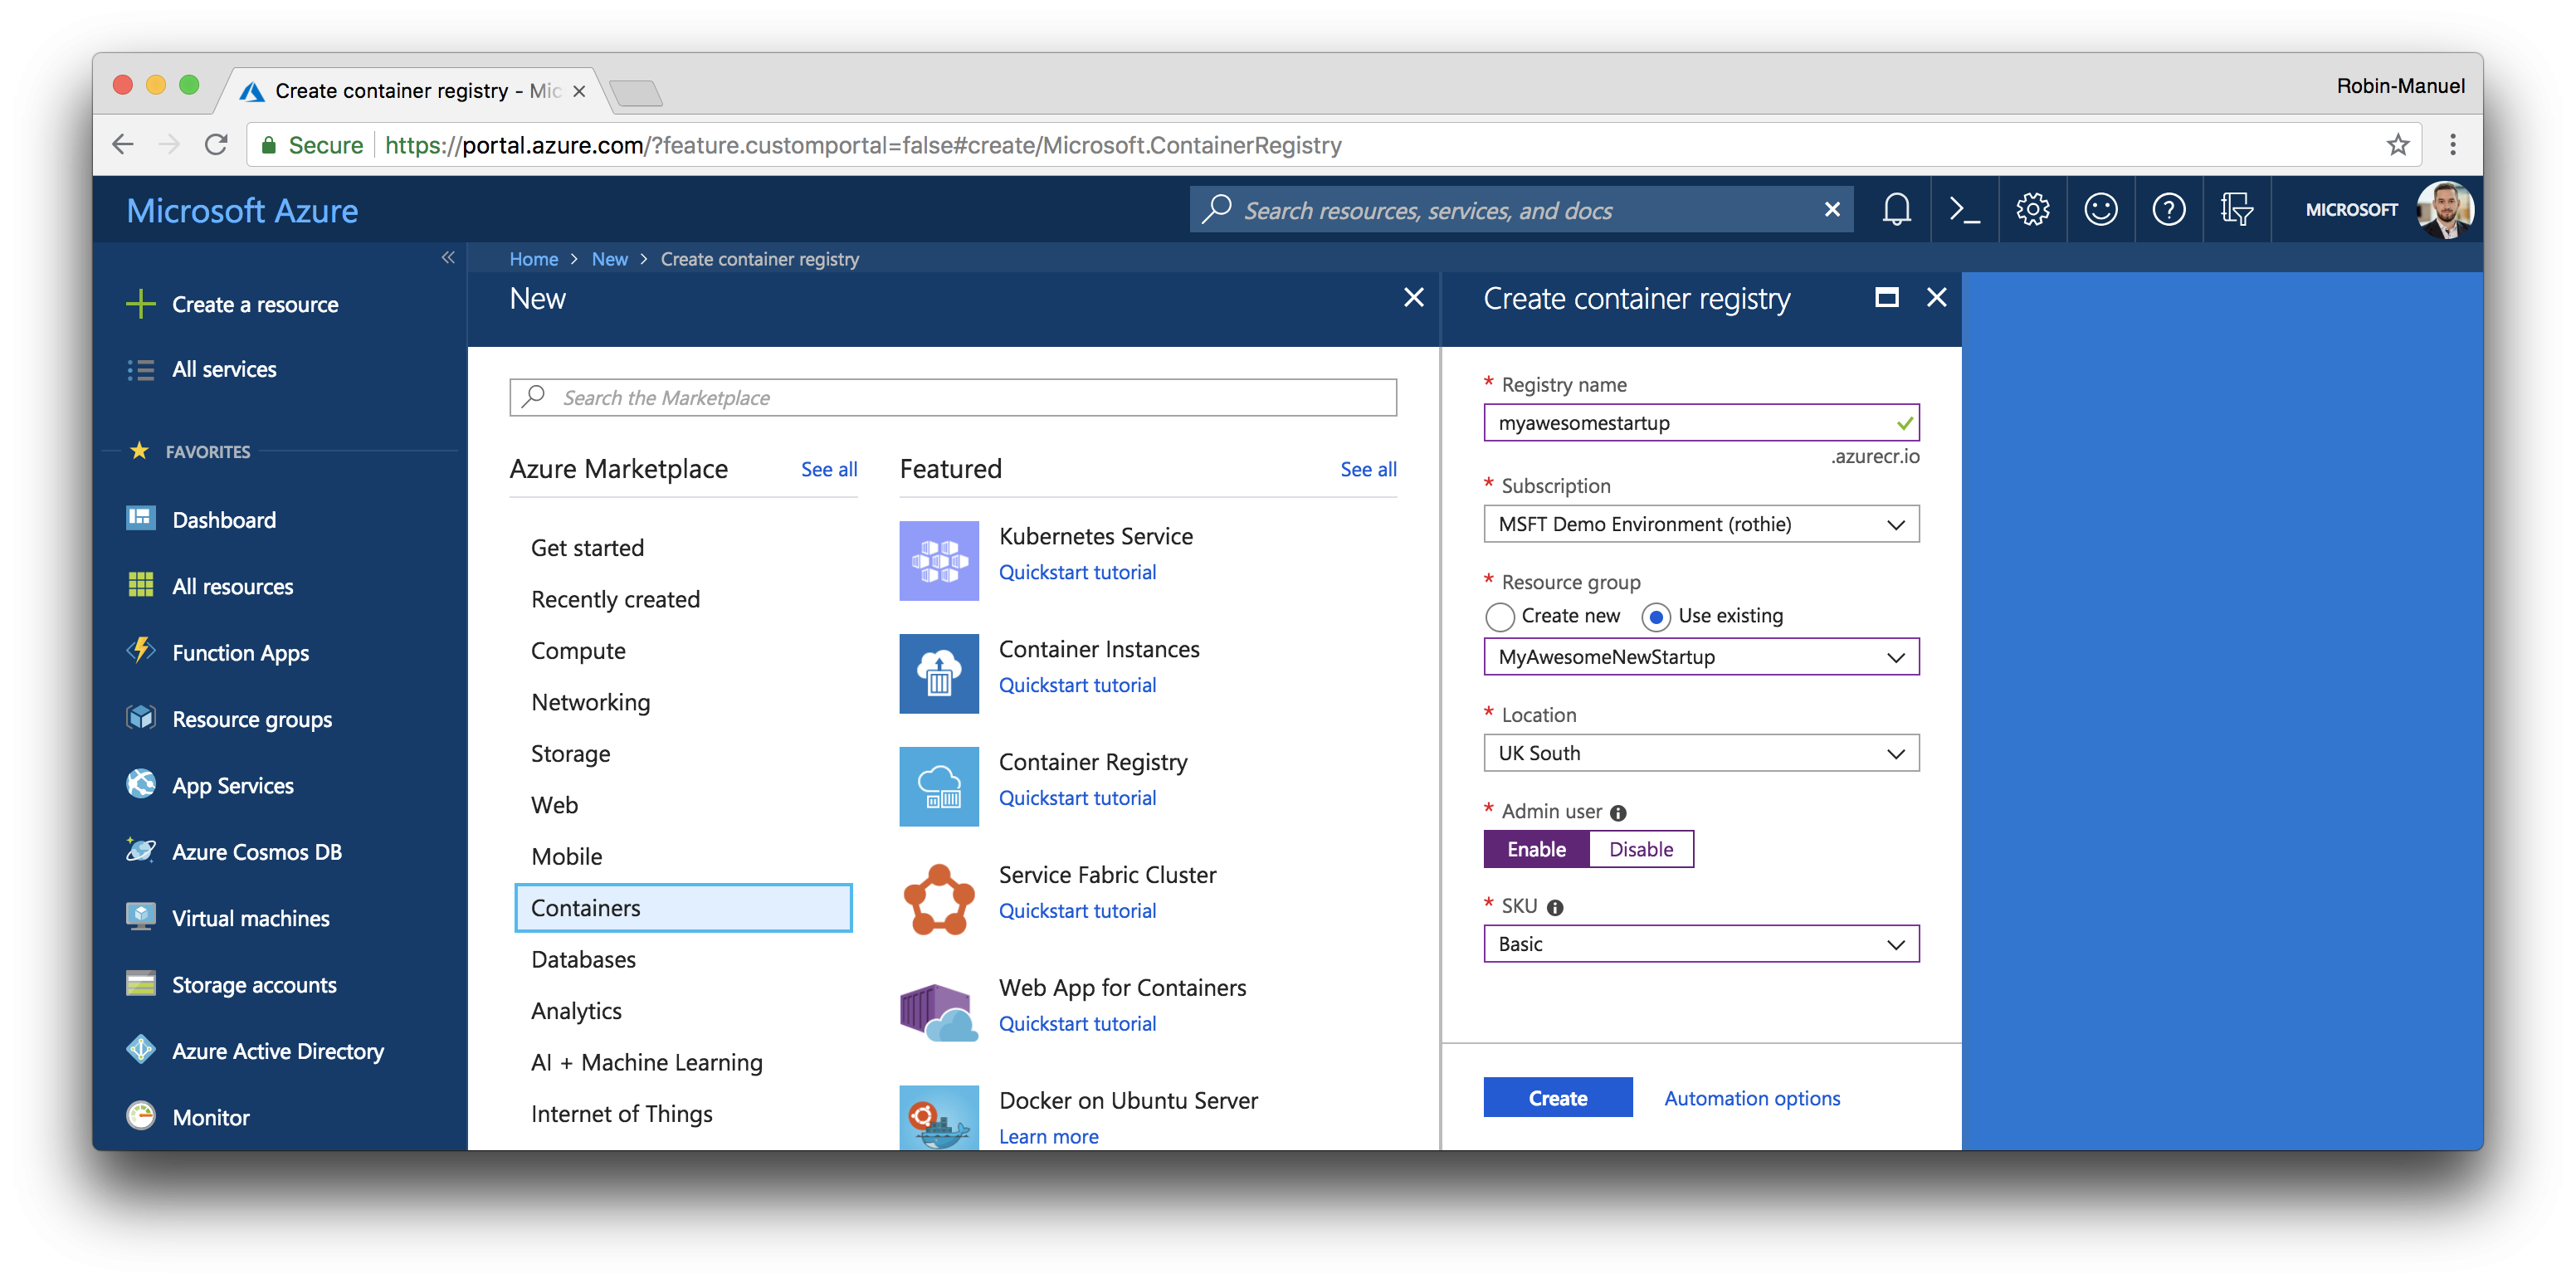 Create container registry - Mic
Robin-Manuel
Secure
https://portal.azure.com/?feature.customportal=false#create/Microsoft.ContainerRegistry
Microsoft Azure
Search resources, services, and docs
MICROSOFT
Home > New > Create container registry
Create a resource
All services
FAVORITES
Dashboard
All resources
Function Apps
Resource groups
App Services
Azure Cosmos DB
Virtual machines
Storage accounts
Azure Active Directory
Monitor
New
Search the Marketplace
Azure Marketplace
See all
Get started
Recently created
Compute
Networking
Storage
Web
Mobile
Containers
Databases
Analytics
AI + Machine Learning
Internet of Things
Featured
See all
Kubernetes Service
Quickstart tutorial
Container Instances
Quickstart tutorial
Container Registry
Quickstart tutorial
Service Fabric Cluster
Quickstart tutorial
Web App for Containers
Quickstart tutorial
Docker on Ubuntu Server
Learn more
Create container registry
* Registry name
myawesomestartup
.azurecr.io
* Subscription
MSFT Demo Environment (rothie)
* Resource group
Create new
Use existing
MyAwesomeNewStartup
* Location
UK South
* Admin user
Enable
Disable
* SKU
Basic
Create
Automation options